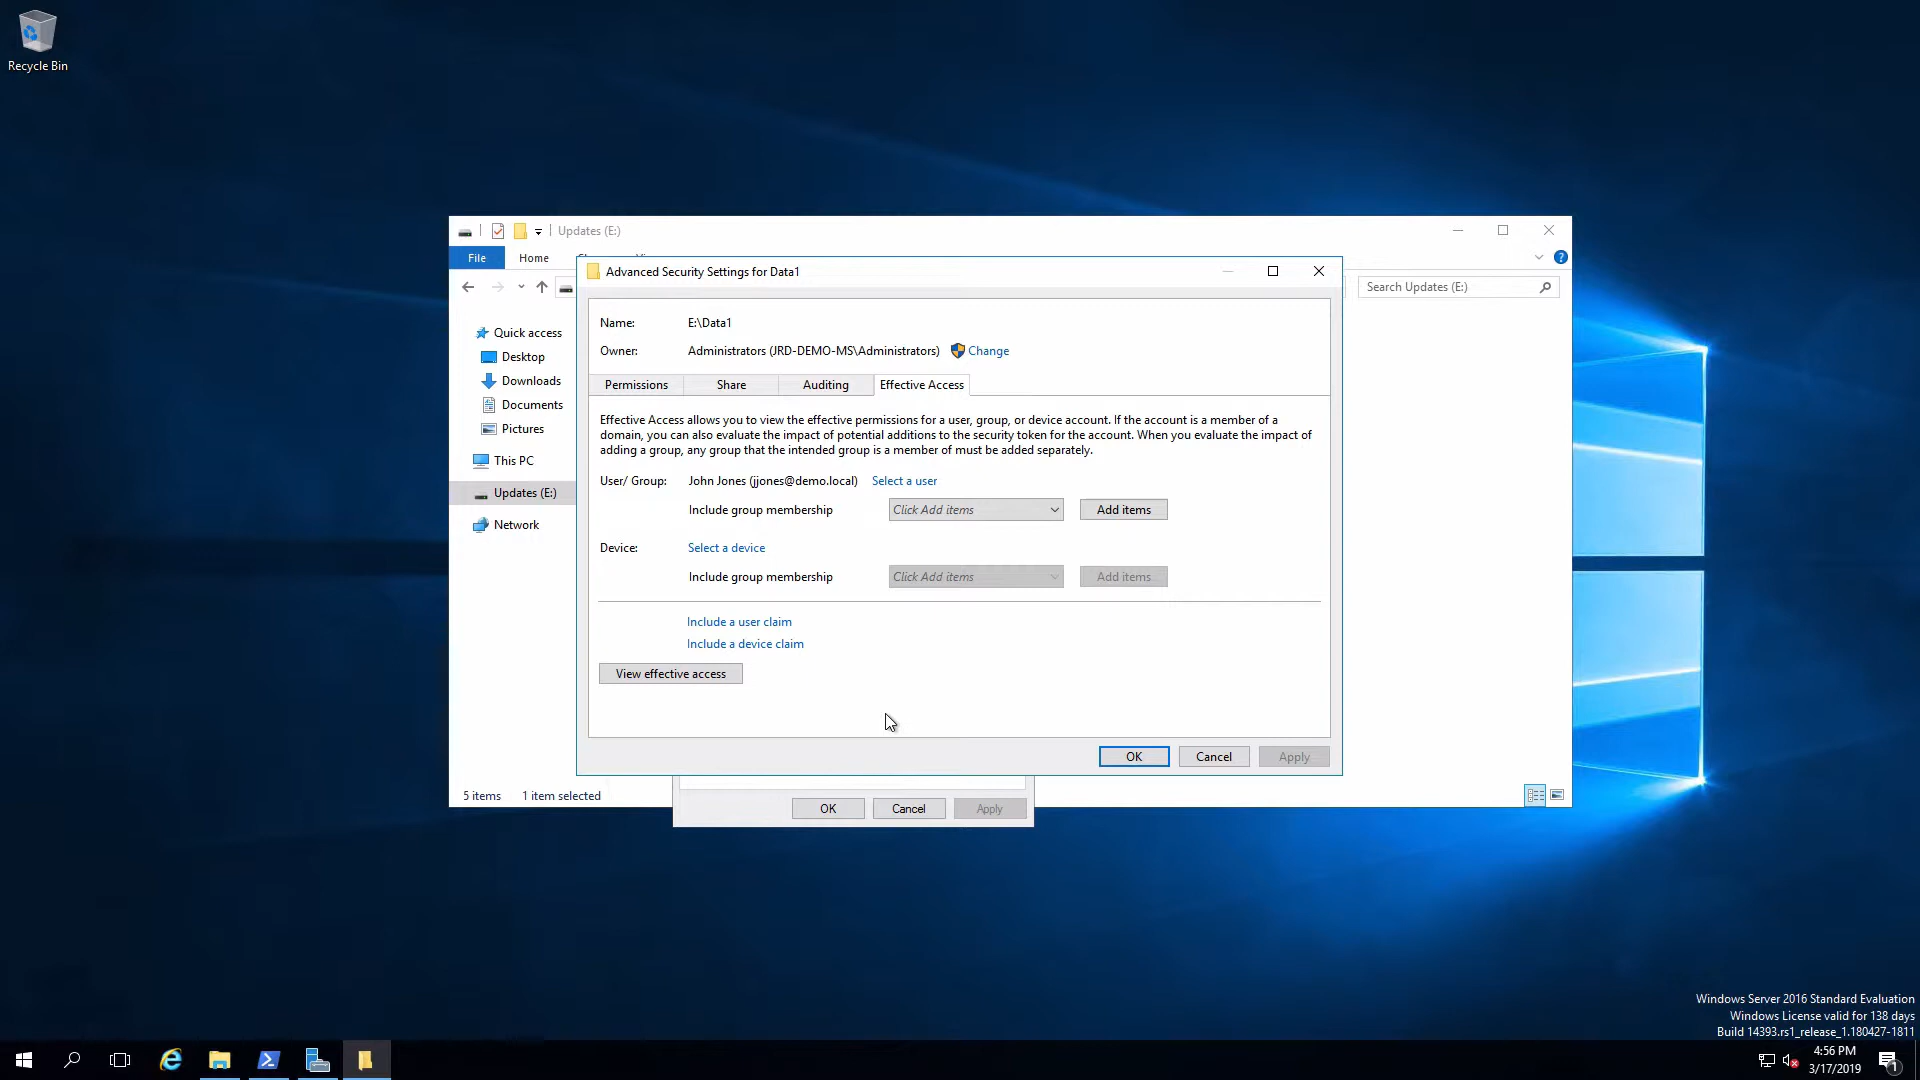 Recycle Bin
Updates (E:)
File
Home
Advanced Security Settings for Data1
Search Updates (E:)
Quick access
Desktop
Downloads
Documents
Pictures
This PC
Updates (E:)
Network
Name:
E:\Data1
Owner:
Administrators (JRD-DEMO-MS\Administrators)
Change
Permissions
Share
Auditing
Effective Access
Effective Access allows you to view the effective permissions for a user, group, or device account. If the account is a member of a
domain, you can also evaluate the impact of potential additions to the security token for the account. When you evaluate the impact of
adding a group, any group that the intended group is a member of must be added separately.
User/ Group:
John Jones (jjones@demo.local)
Select a user
Include group membership
Click Add items
Add items
Device:
Select a device
Include group membership
Click Add items
Add items
Include a user claim
Include a device claim
View effective access
OK
Cancel
Apply
5 items
1 item selected
OK
Cancel
Apply
Windows Server 2016 Standard Evaluation
Windows License valid for 138 days
Build 14393.rs1_release_1.180427-1811
4:56 PM
3/17/2019
1